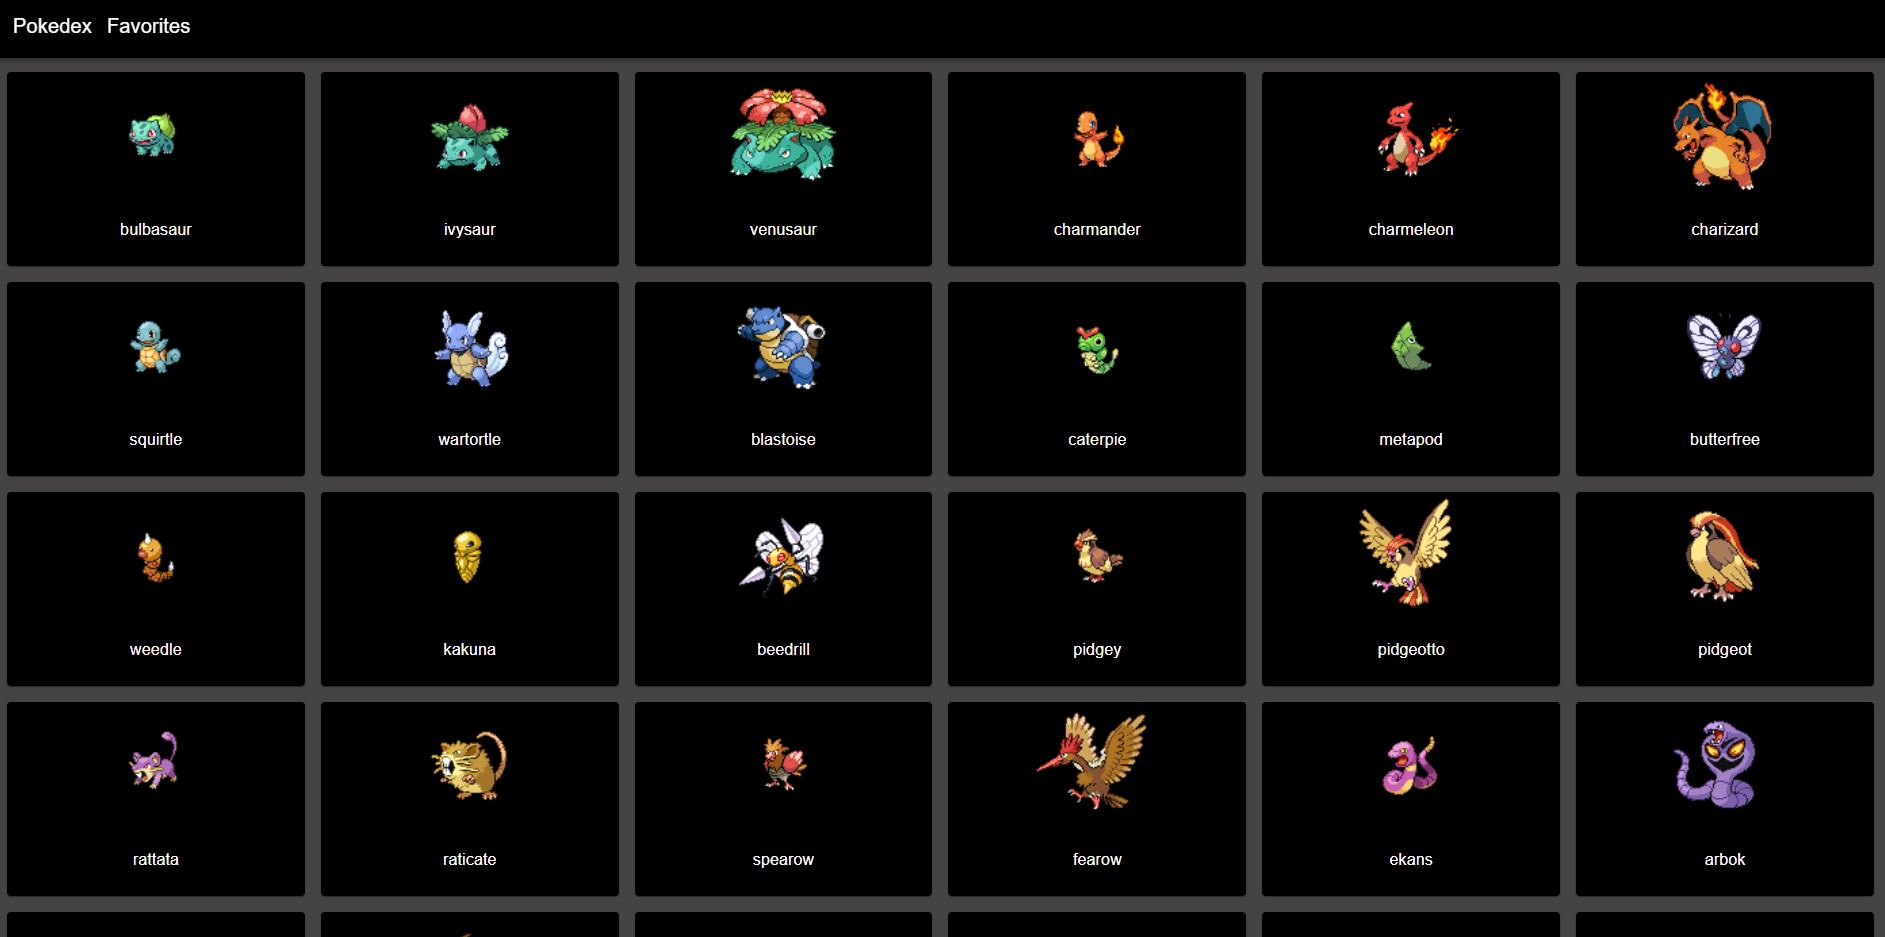 Pokedex Favorites
bulbasaur ivysaur venusaur charmander charmeleon charizard
squirtle wartortle blastoise caterpie metapod butterfree
weedle kakuna beedrill pidgey pidgeotto pidgeot
rattata raticate spearow fearow ekans arbok